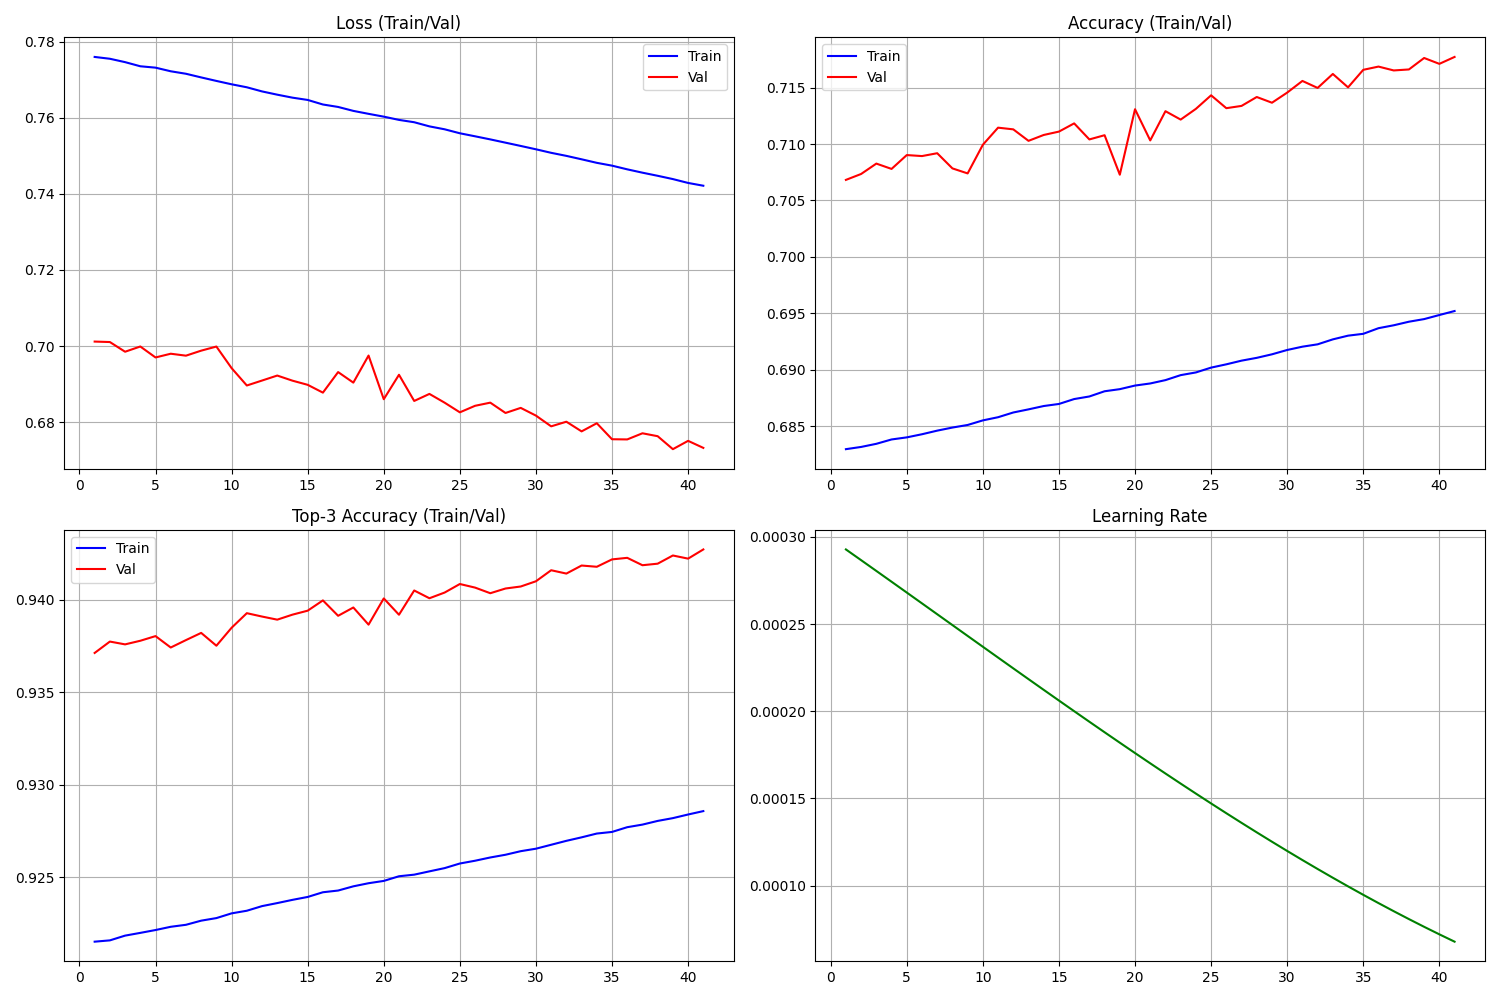 Loss (Train/Val)
0.78
0.76
0.74
0.72
0.70
0.68
0 5 10 15 20 25 30 35 40
Train
Val
Accuracy (Train/Val)
0.715
0.710
0.705
0.700
0.695
0.690
0.685
0 5 10 15 20 25 30 35 40
Train
Val
Top-3 Accuracy (Train/Val)
0.940
0.935
0.930
0.925
0 5 10 15 20 25 30 35 40
Train
Val
Learning Rate
0.00030
0.00025
0.00020
0.00015
0.00010
0 5 10 15 20 25 30 35 40